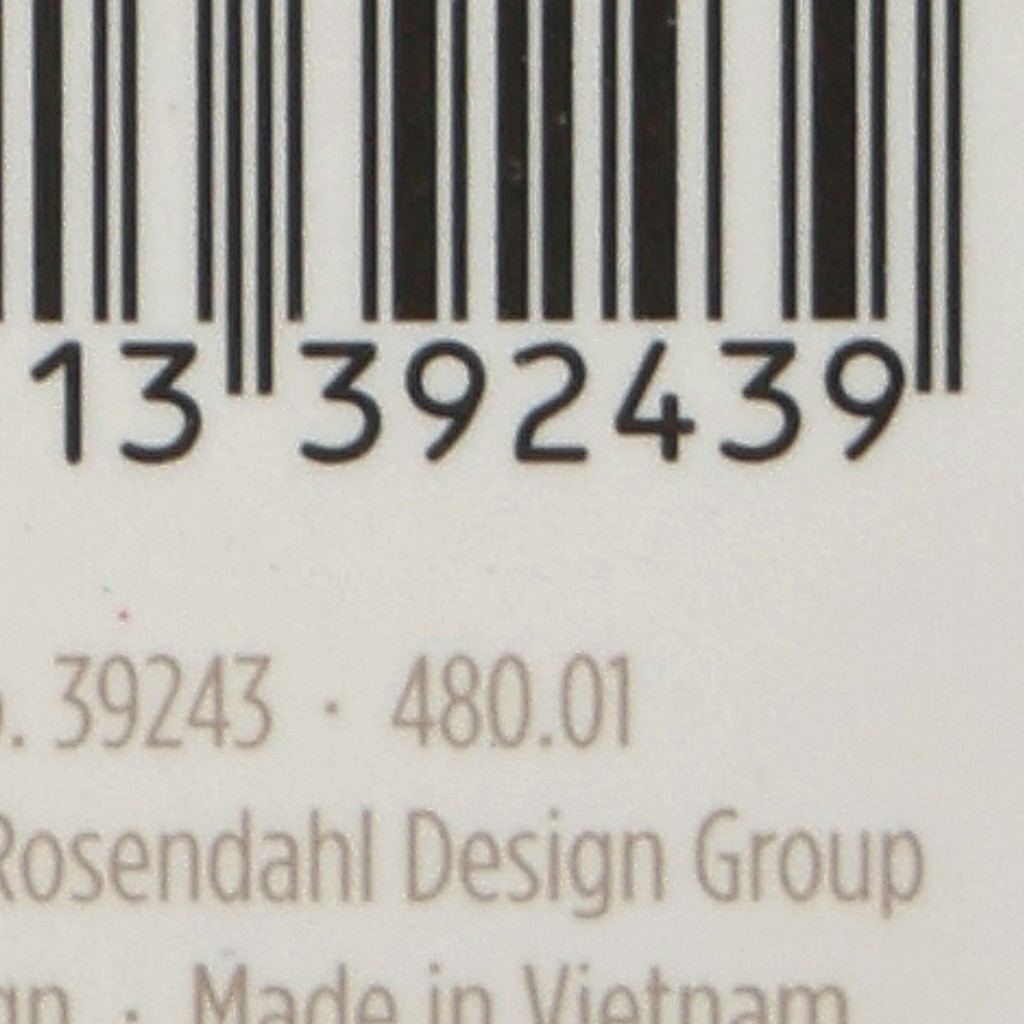 13 392439
. 39243 · 480.01
Rosendahl Design Group
· Made in Vietnam